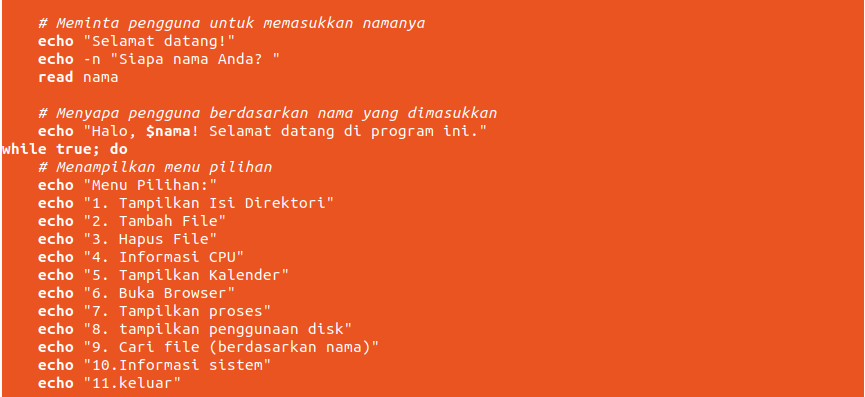 # Meminta pengguna untuk memasukkan namanya
echo "Selamat datang!"
echo -n "Siapa nama Anda? "
read nama
# Menyapa pengguna berdasarkan nama yang dimasukkan
echo "Halo, $nama! Selamat datang di program ini."
while true; do
# Menampilkan menu pilihan
echo "Menu Pilihan:"
echo "1. Tampilkan Isi Direktori"
echo "2. Tambah File"
echo "3. Hapus File"
echo "4. Informasi CPU"
echo "5. Tampilkan Kalender"
echo "6. Buka Browser"
echo "7. Tampilkan proses"
echo "8. tampilkan penggunaan disk"
echo "9. Cari file (berdasarkan nama)"
echo "10.Informasi sistem"
echo "11.keluar"